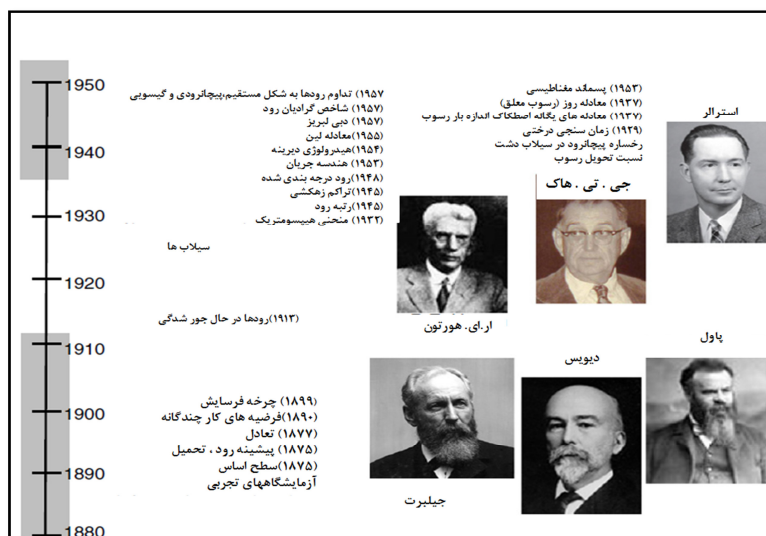 1950
1940
1930
1920
1910
1900
1890
1880
۱۹۵۷) تداوم رودها به شکل مستقیم،پیچانرودی و گیسویی
(۱۹۵۷) شاخص گرادیان رود
(۱۹۵۷) دبی لبریز
(۱۹۵۵)معادله لین
(۱۹۵۴)هیدرولوژی دیرینه
(۱۹۵۳) هندسه جریان
(۱۹۴۸)رود درجه بندی شده
(۱۹۴۵)تراکم زهکشی
(۱۹۴۵)رتبه رود
(۱۹۳۲) منحنی هیپسومتریک
سیلاب ها
(۱۹۱۳)رودها در حال جور شدگی
(۱۸۹۹) چرخه فرسایش
(۱۸۹۰)فرضیه های کار چندگانه
(۱۸۷۷) تعادل
(۱۸۷۵) پیشینه رود ، تحمیل
(۱۸۷۵)سطح اساس
آزمایشگاههای تجربی
(۱۹۵۳) پسماند مغناطیسی
(۱۹۳۷) معادله روز (رسوب معلق)
(۱۹۳۷) معادله های یگانه اصطکاک اندازه بار رسوب
(۱۹۲۹) زمان سنجی درختی
رخساره پیچانرود در سیلاب دشت
نسبت تحویل رسوب
استرالر
جی . تی . هاک
ار.ای. هورتون
پاول
دیویس
جیلبرت